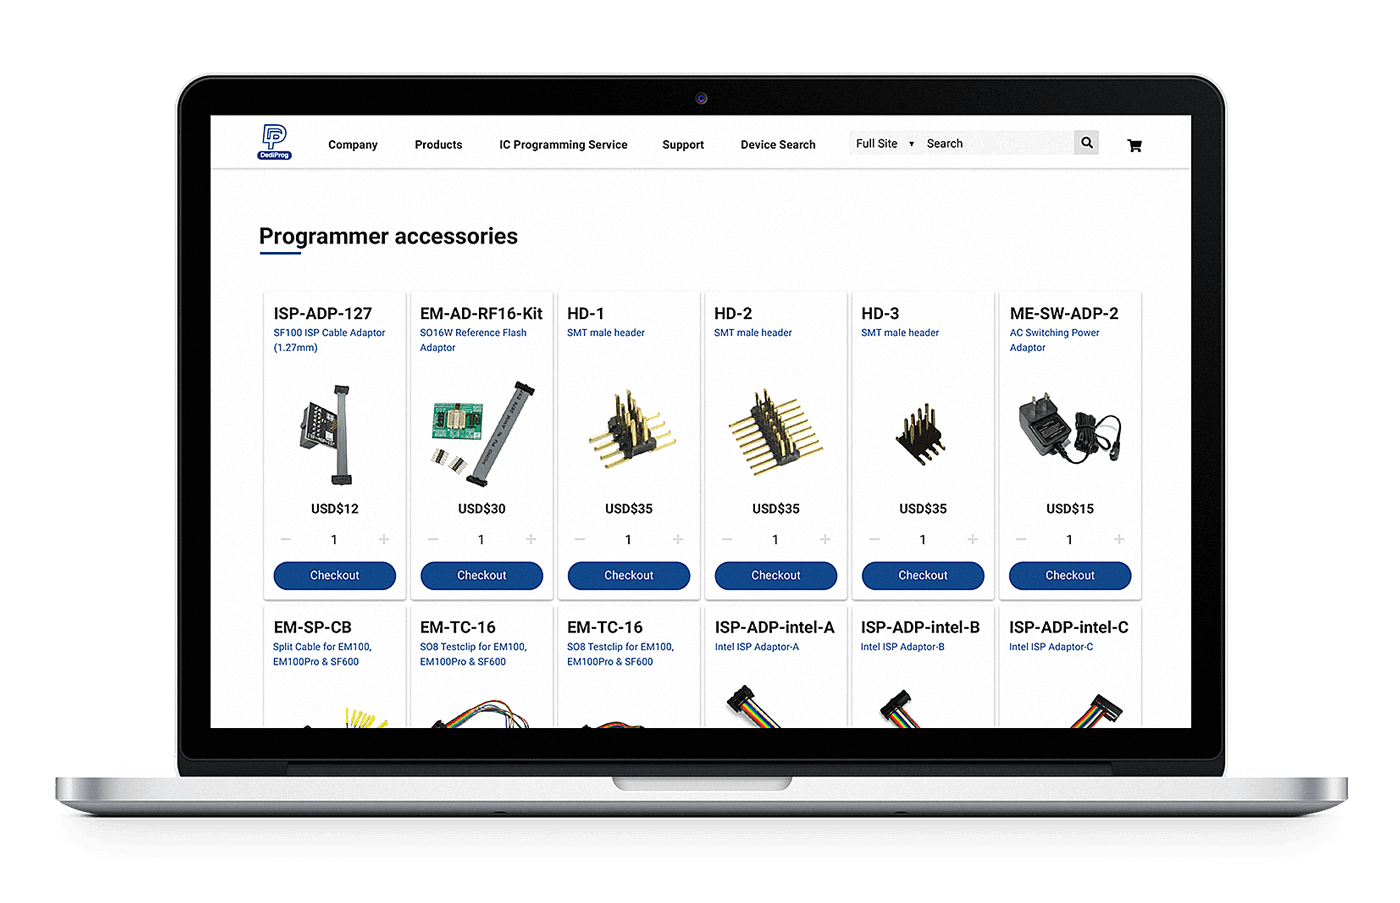 DediProg
Company
Products
IC Programming Service
Support
Device Search
Full Site ▼ Search
Programmer accessories
ISP-ADP-127
SF100 ISP Cable Adaptor
(1.27mm)
USD$12
− 1 +
Checkout
EM-AD-RF16-Kit
SO16W Reference Flash
Adaptor
USD$30
− 1 +
Checkout
HD-1
SMT male header
USD$35
− 1 +
Checkout
HD-2
SMT male header
USD$35
− 1 +
Checkout
HD-3
SMT male header
USD$35
− 1 +
Checkout
ME-SW-ADP-2
AC Switching Power
Adaptor
USD$15
− 1 +
Checkout
EM-SP-CB
Split Cable for EM100,
EM100Pro & SF600
EM-TC-16
SO8 Testclip for EM100,
EM100Pro & SF600
EM-TC-16
SO8 Testclip for EM100,
EM100Pro & SF600
ISP-ADP-intel-A
Intel ISP Adaptor-A
ISP-ADP-intel-B
Intel ISP Adaptor-B
ISP-ADP-intel-C
Intel ISP Adaptor-C